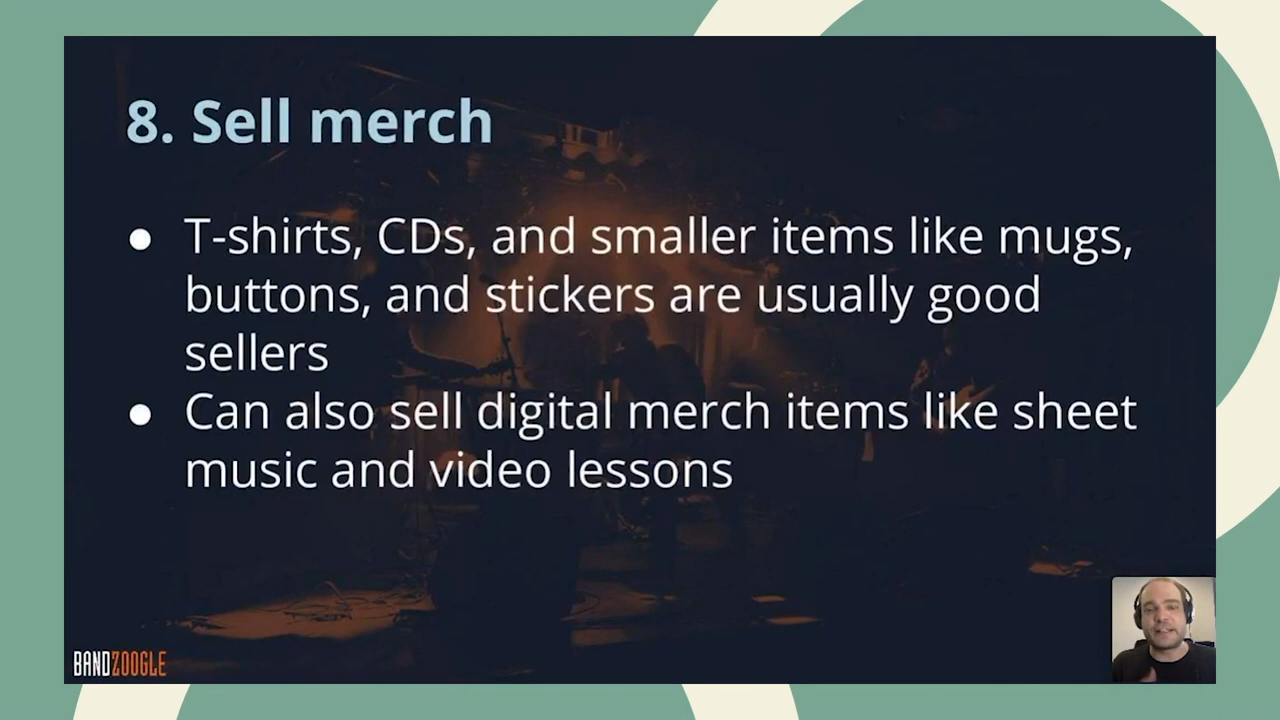 8. Sell merch
● T-shirts, CDs, and smaller items like mugs,
buttons, and stickers are usually good
sellers
● Can also sell digital merch items like sheet
music and video lessons
BANDZOOGLE